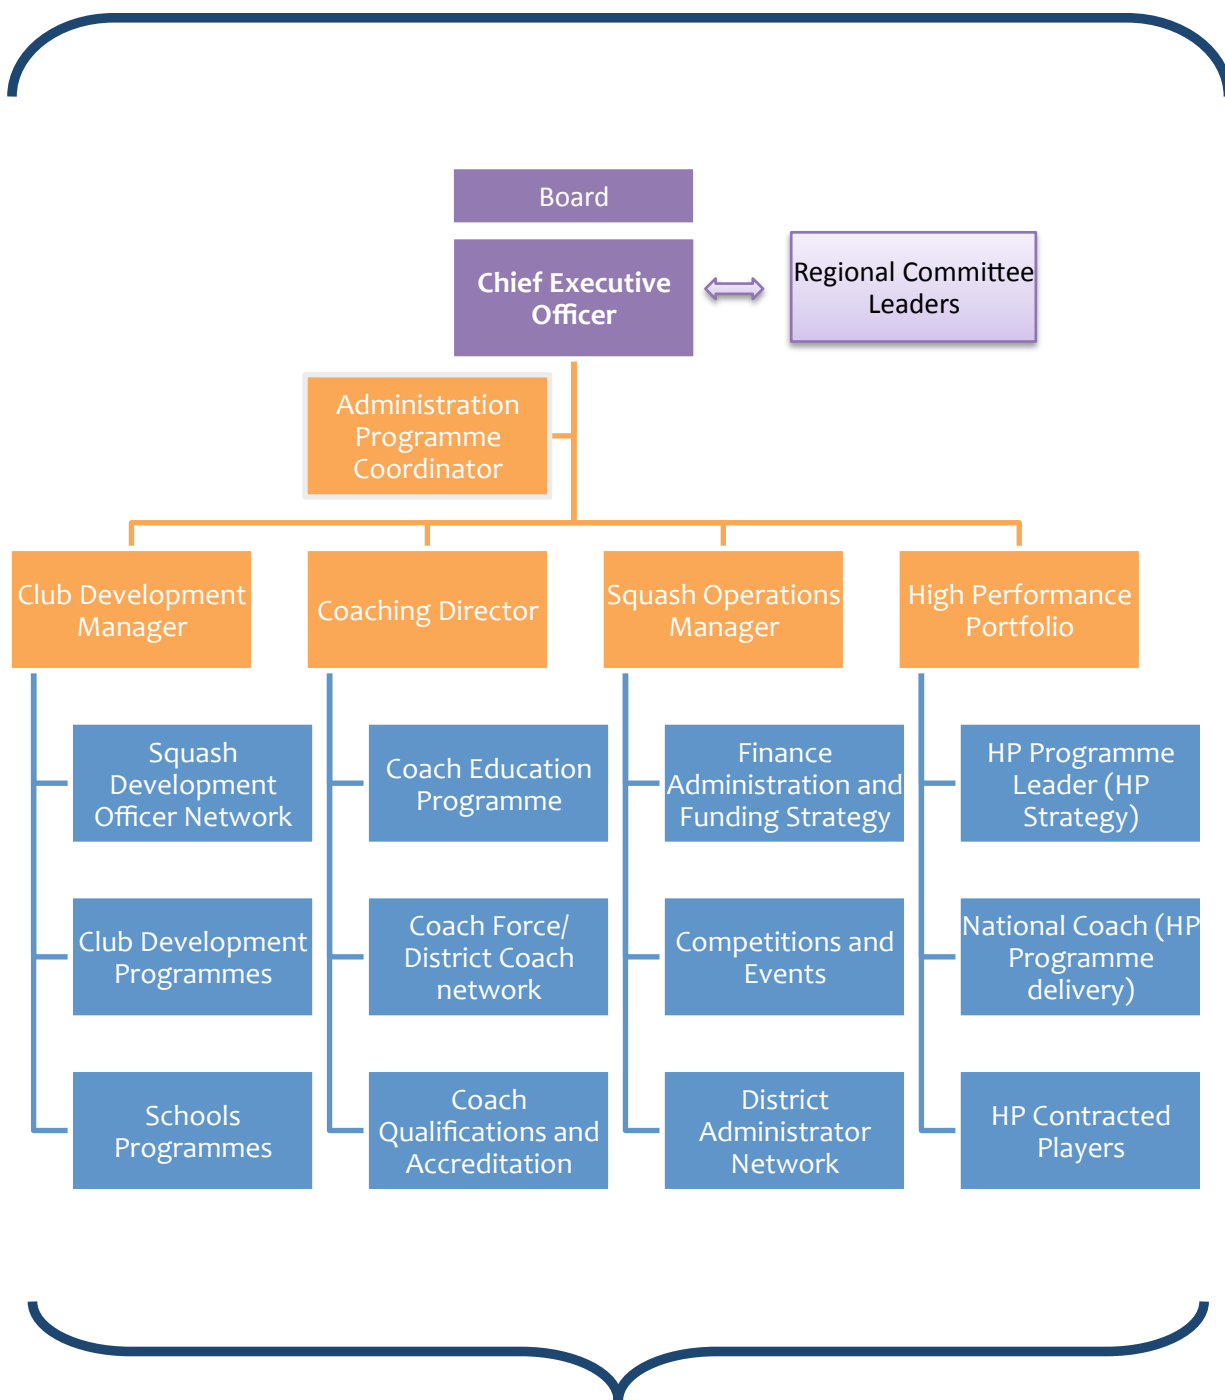 Board
Chief Executive
Officer
Regional Committee
Leaders
Administration
Programme
Coordinator
Club Development
Manager
Coaching Director
Squash Operations
Manager
High Performance
Portfolio
Squash
Development
Officer Network
Coach Education
Programme
Finance
Administration and
Funding Strategy
HP Programme
Leader (HP
Strategy)
Club Development
Programmes
Coach Force/
District Coach
network
Competitions and
Events
National Coach (HP
Programme
delivery)
Schools
Programmes
Coach
Qualifications and
Accreditation
District
Administrator
Network
HP Contracted
Players